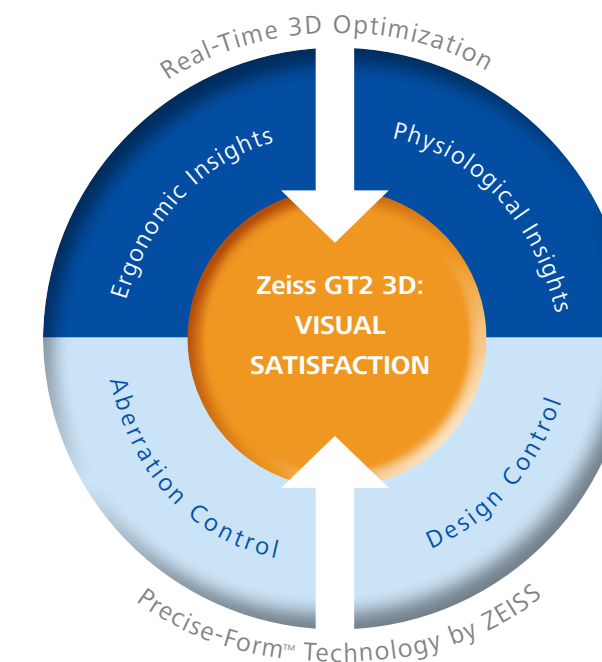 Real-Time 3D Optimization
Ergonomic Insights
Physiological Insights
Zeiss GT2 3D:
VISUAL
SATISFACTION
Aberration Control
Design Control
Precise-Form™ Technology by ZEISS